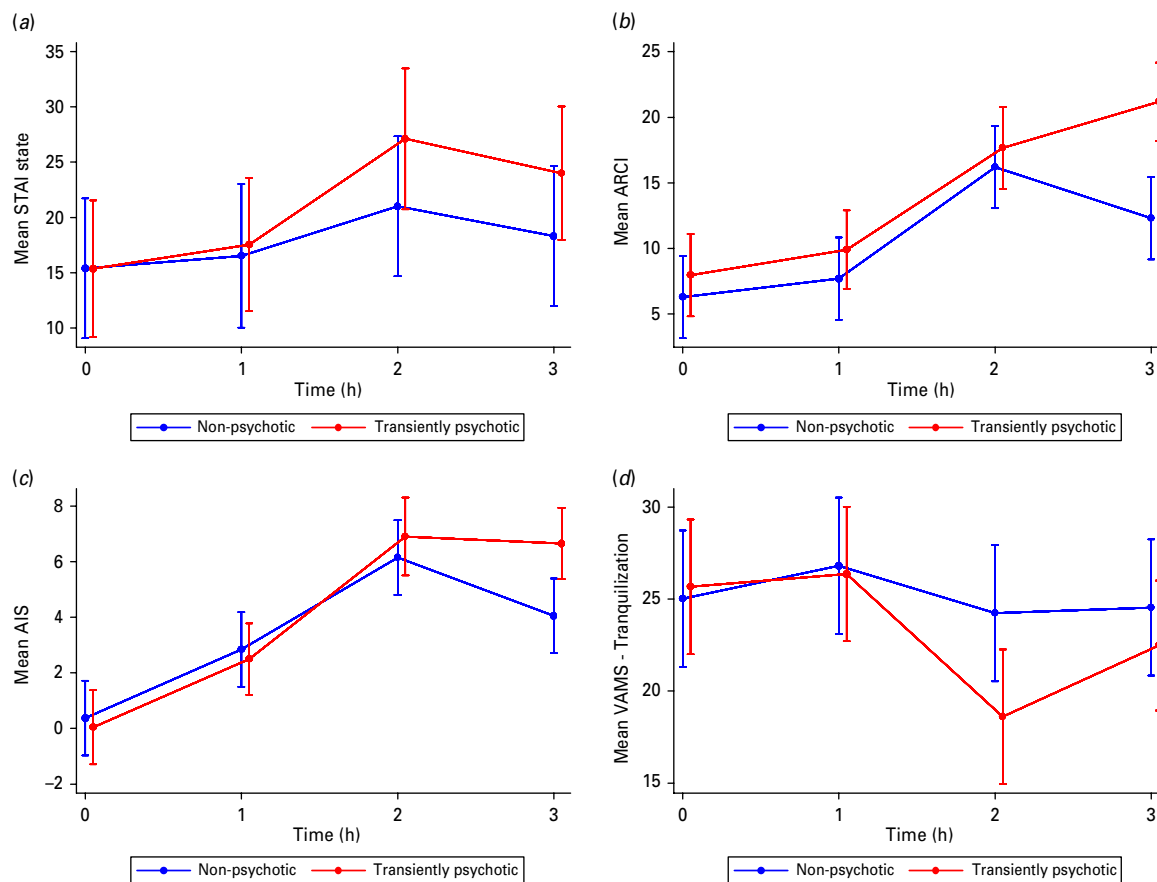 (a)
35
30
25
20
15
10
Mean STAI state
0 1 2 3
Time (h)
Non-psychotic Transiently psychotic
(b)
25
20
15
10
5
Mean ARCI
0 1 2 3
Time (h)
Non-psychotic Transiently psychotic
(c)
8
6
4
2
0
–2
Mean AIS
0 1 2 3
Time (h)
Non-psychotic Transiently psychotic
(d)
30
25
20
15
Mean VAMS - Tranquilization
0 1 2 3
Time (h)
Non-psychotic Transiently psychotic